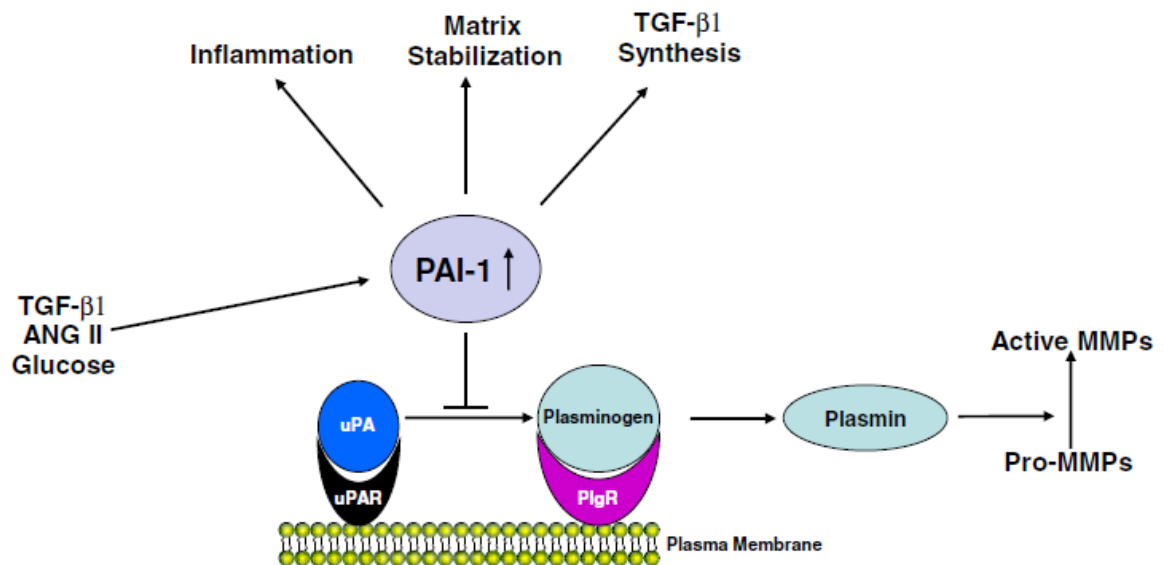 Inflammation
Matrix
Stabilization
TGF-β1
Synthesis
PAI-1
TGF-β1
ANG II
Glucose
uPA
uPAR
Plasminogen
PlgR
Plasmin
Active MMPs
Pro-MMPs
Plasma Membrane